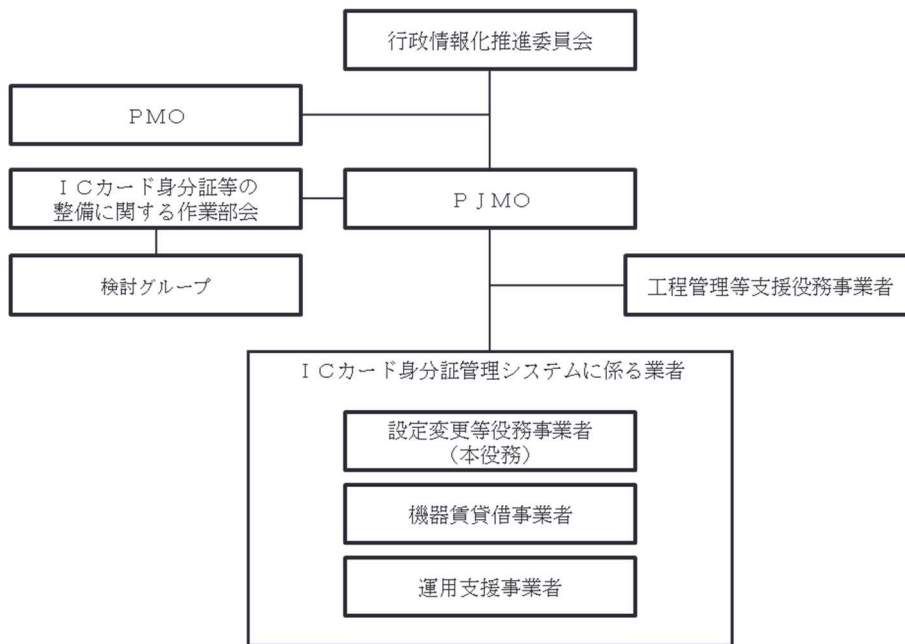 行政情報化推進委員会
ＰＭＯ
ＩＣカード身分証等の
整備に関する作業部会
ＰＪＭＯ
検討グループ
工程管理等支援役務事業者
ＩＣカード身分証管理システムに係る業者
設定変更等役務事業者
（本役務）
機器賃貸借事業者
運用支援事業者